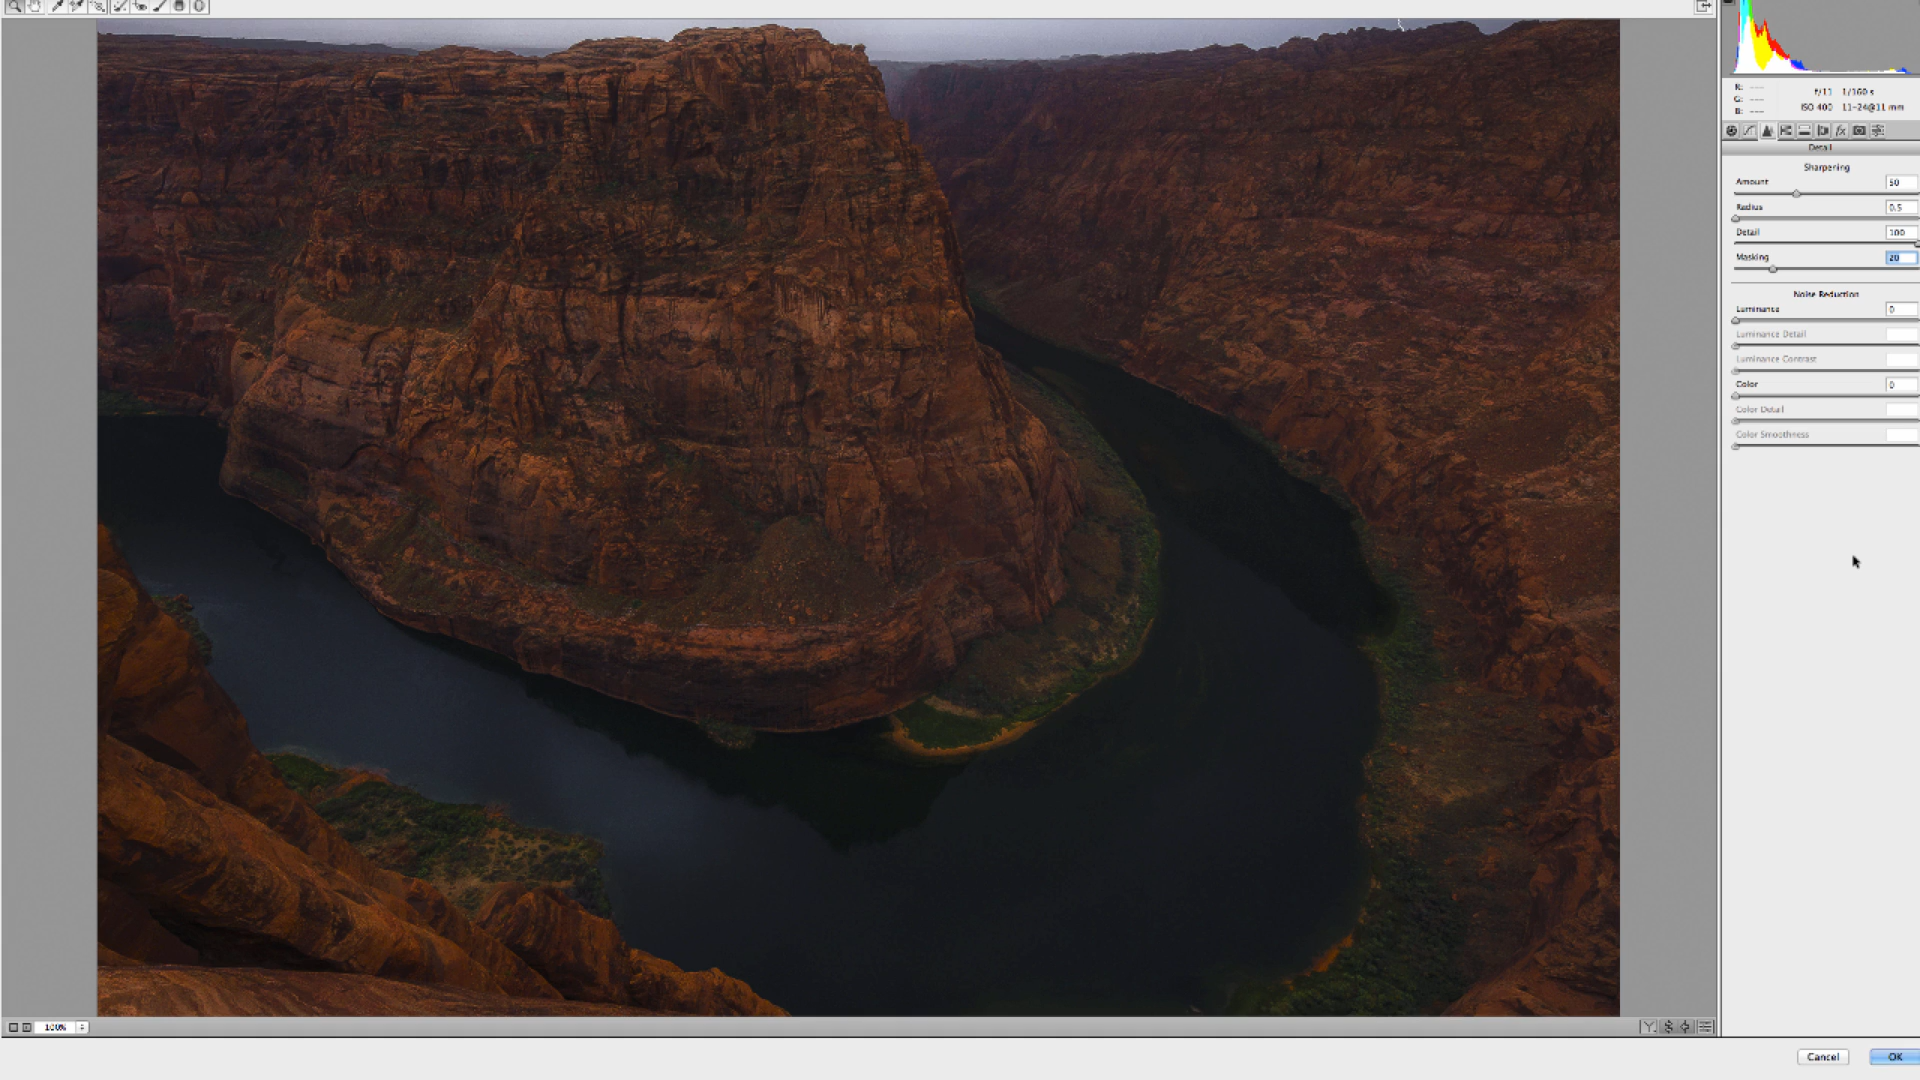 R: ---
G: ---
B: ---
f/11 1/160 s
ISO 400 11-24@11 mm
Detail
Sharpening
Amount 50
Radius 0.5
Detail 100
Masking 20
Noise Reduction
Luminance 0
Luminance Detail
Luminance Contrast
Color 0
Color Detail
Color Smoothness
100%
Cancel OK